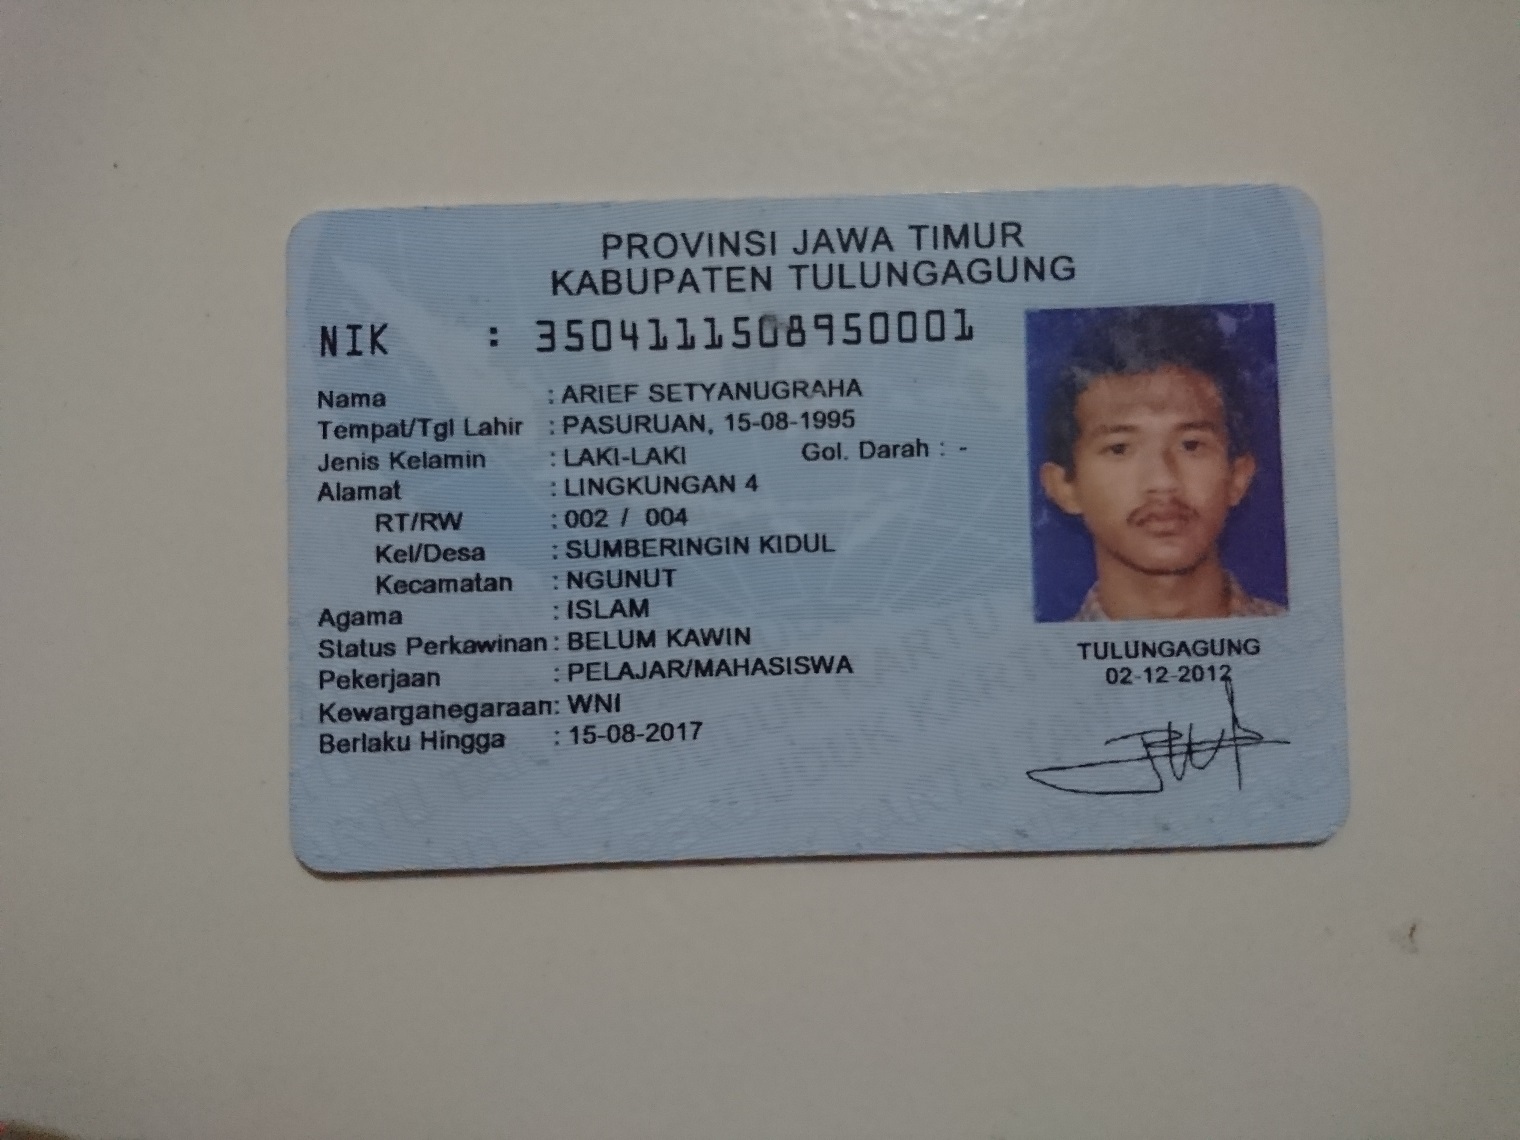 PROVINSI JAWA TIMUR
KABUPATEN TULUNGAGUNG
NIK : 3504111508950001
Nama : ARIEF SETYANUGRAHA
Tempat/Tgl Lahir : PASURUAN, 15-08-1995
Jenis Kelamin : LAKI-LAKI Gol. Darah : -
Alamat : LINGKUNGAN 4
RT/RW : 002 / 004
Kel/Desa : SUMBERINGIN KIDUL
Kecamatan : NGUNUT
Agama : ISLAM
Status Perkawinan : BELUM KAWIN
Pekerjaan : PELAJAR/MAHASISWA
Kewarganegaraan : WNI
Berlaku Hingga : 15-08-2017
TULUNGAGUNG
02-12-2012